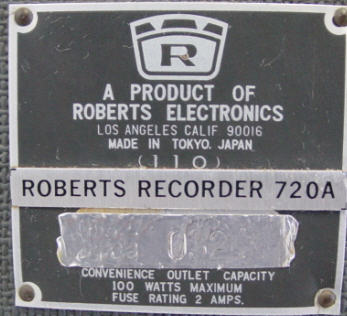 R
A PRODUCT OF
ROBERTS ELECTRONICS
LOS ANGELES CALIF 90016
MADE IN TOKYO. JAPAN
(110)
ROBERTS RECORDER 720A
CONVENIENCE OUTLET CAPACITY
100 WATTS MAXIMUM
FUSE RATING 2 AMPS.